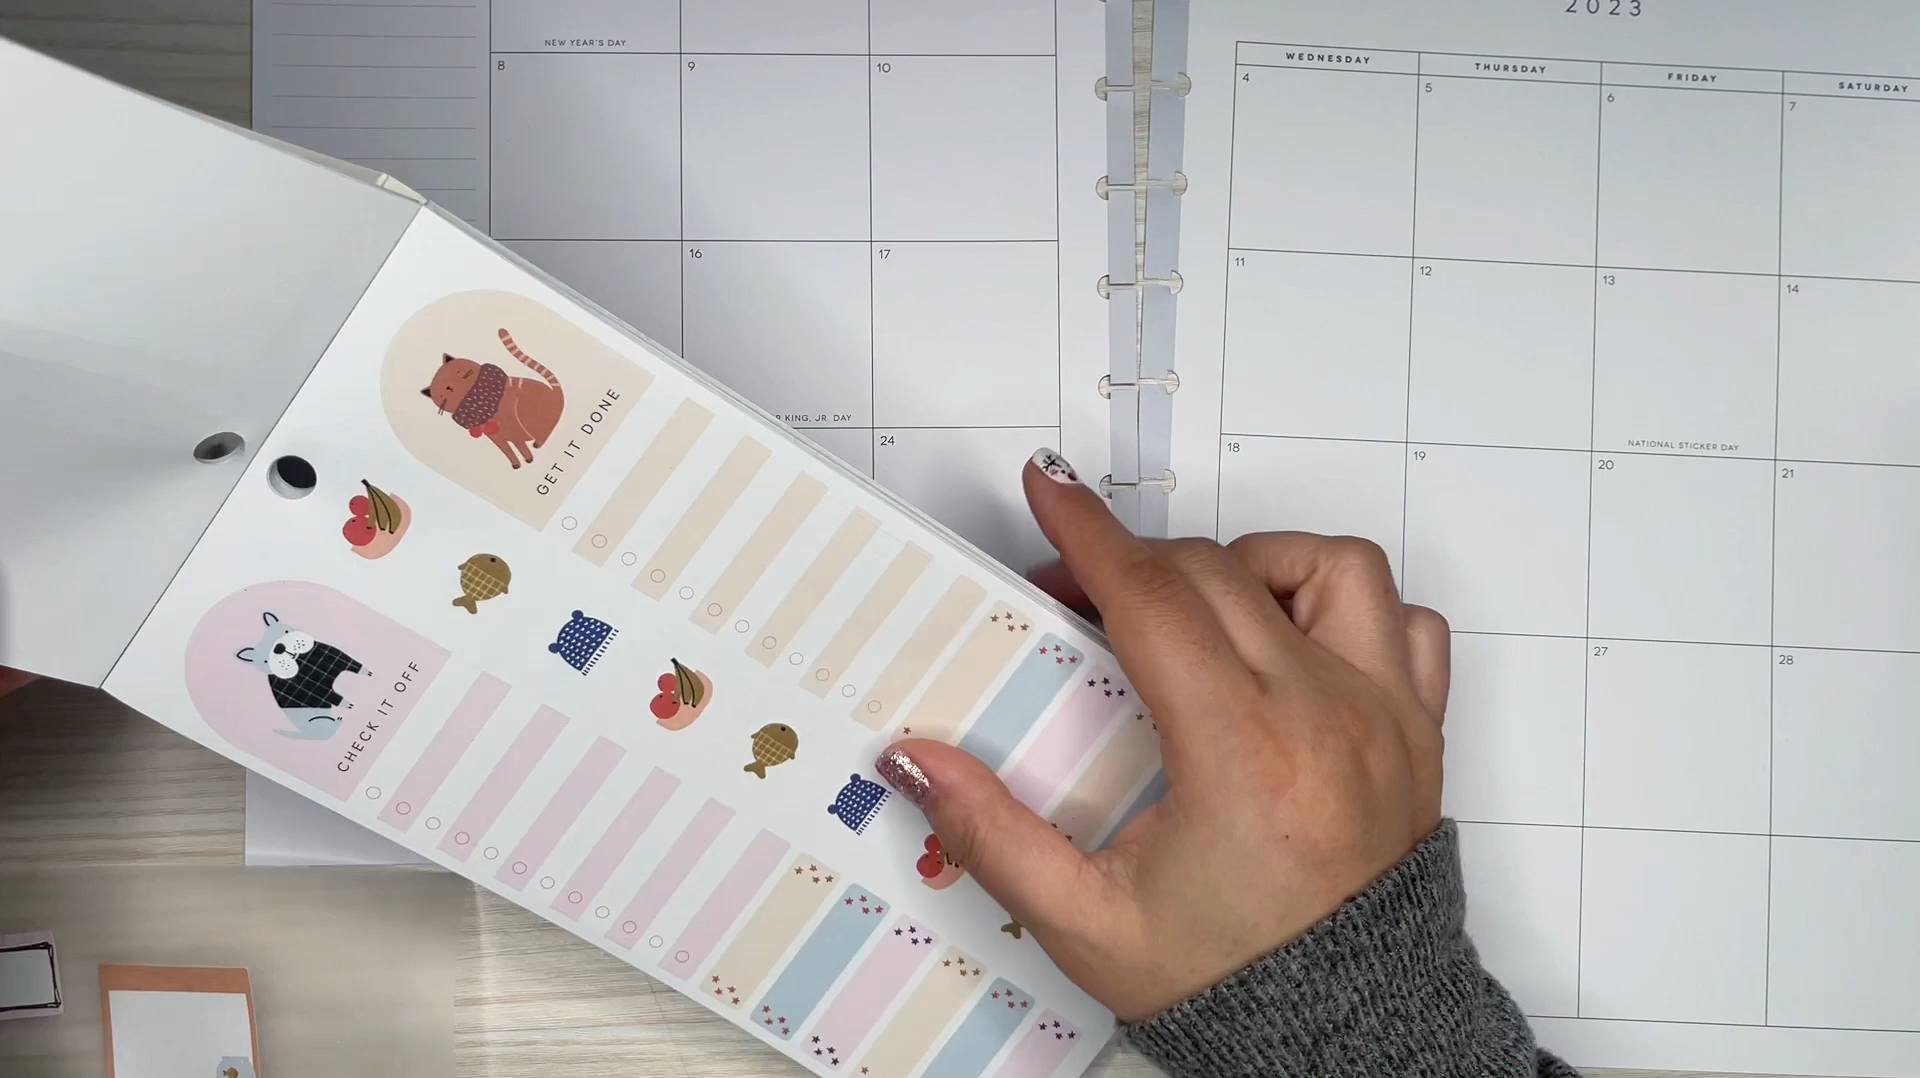 2023
WEDNESDAY THURSDAY FRIDAY SATURDAY
NEW YEAR'S DAY
4 5 6 7
8 9 10
11 12 13 14
NATIONAL STICKER DAY
16 17
KING, JR. DAY
18 19 20 21
24
27 28
GET IT DONE
CHECK IT OFF